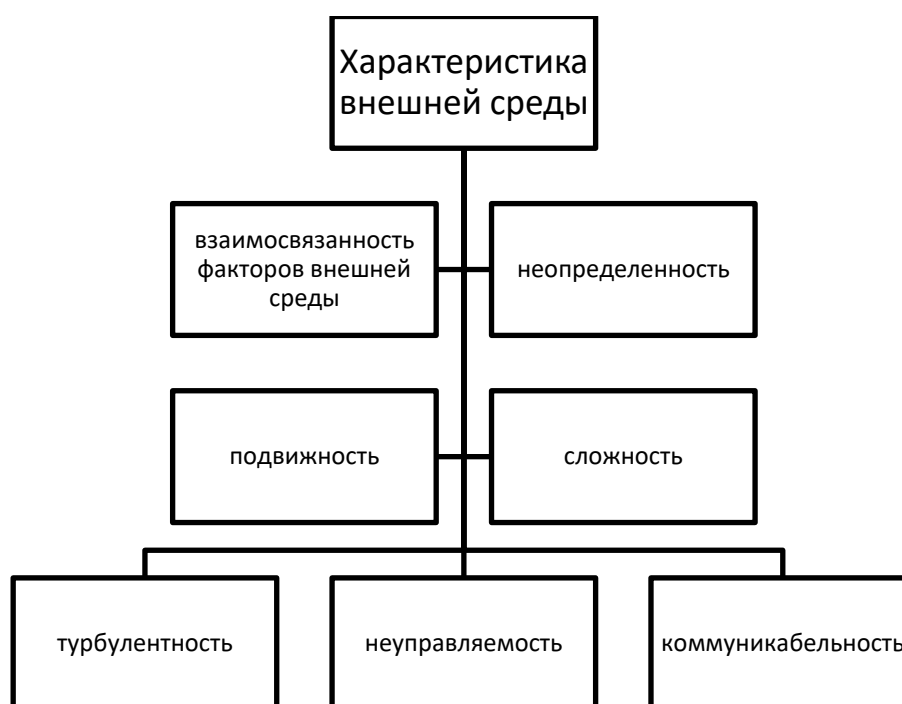 Характеристика
внешней среды
взаимосвязанность
факторов внешней
среды
неопределенность
подвижность
сложность
турбулентность
неуправляемость
коммуникабельность